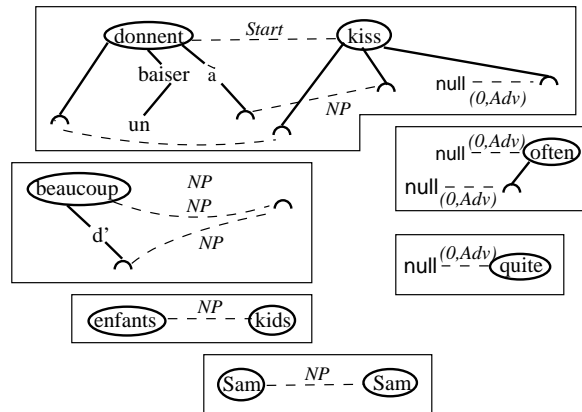 donnent Start kiss
baiser à null
(0,Adv)
un NP
null (0,Adv) often
null
(0,Adv)
beaucoup NP
NP
d' NP
null (0,Adv) quite
enfants NP kids
Sam NP Sam